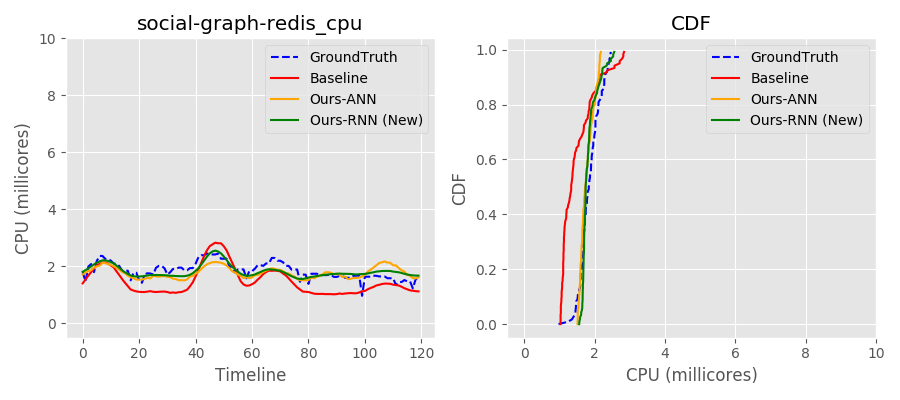 social-graph-redis_cpu
CPU (millicores)
10
8
6
4
2
0
0 20 40 60 80 100 120
Timeline
GroundTruth
Baseline
Ours-ANN
Ours-RNN (New)
CDF
CDF
1.0
0.8
0.6
0.4
0.2
0.0
0 2 4 6 8 10
CPU (millicores)
GroundTruth
Baseline
Ours-ANN
Ours-RNN (New)